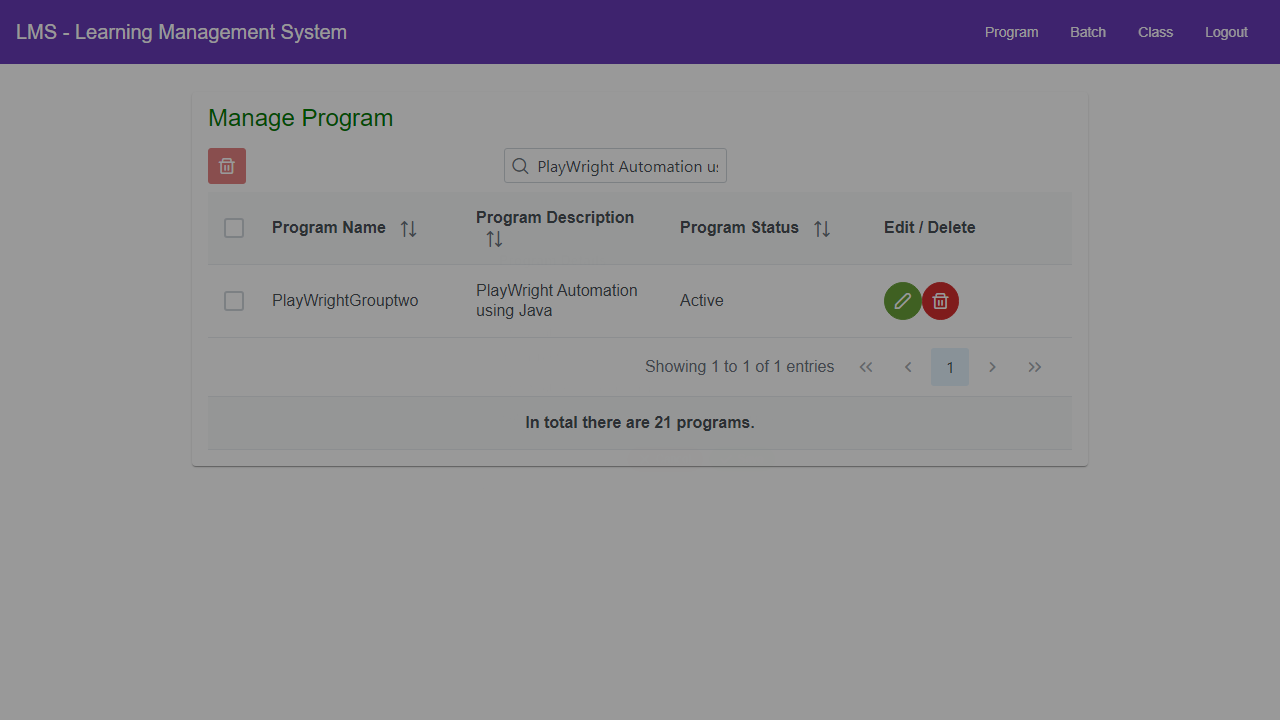 LMS - Learning Management System
Program Batch Class Logout
Manage Program
PlayWright Automation
Program Name Program Description Program Status Edit / Delete
PlayWrightGrouptwo PlayWright Automation using Java Active
Showing 1 to 1 of 1 entries 1
In total there are 21 programs.